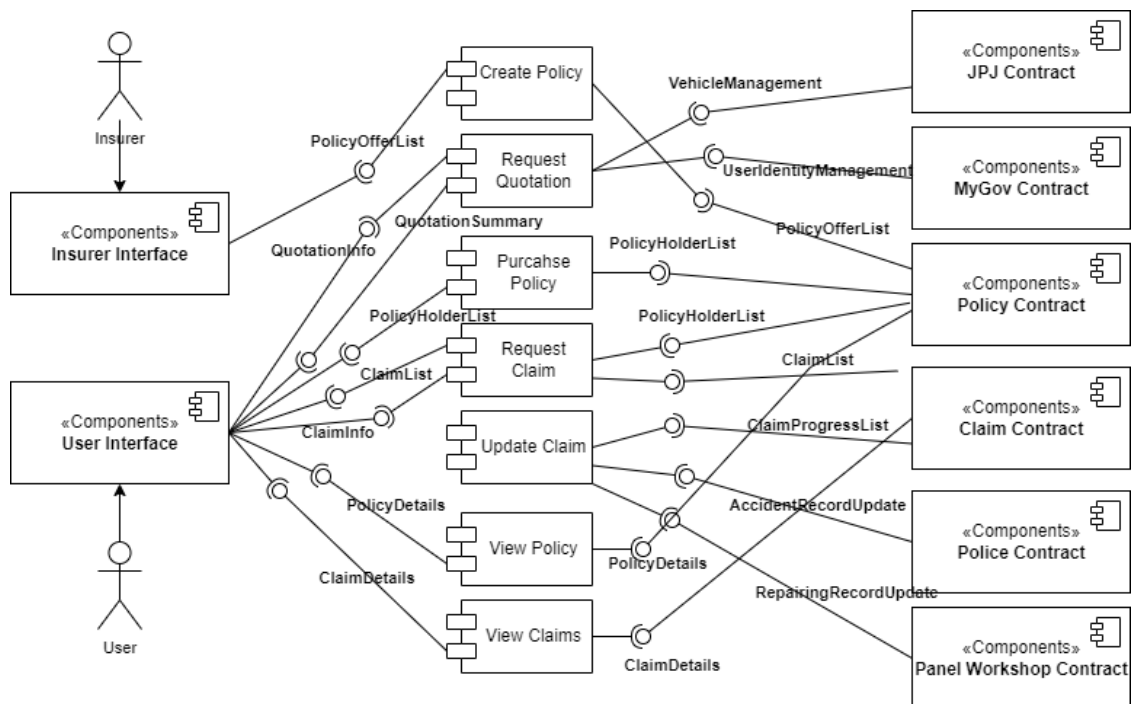 Insurer
«Components»
Insurer Interface
«Components»
User Interface
User
PolicyOfferList
QuotationInfo
QuotationSummary
PolicyHolderList
ClaimList
ClaimInfo
PolicyDetails
ClaimDetails
Create Policy
Request
Quotation
Purcahse
Policy
Request
Claim
Update Claim
View Policy
View Claims
VehicleManagement
UserIdentityManagement
PolicyOfferList
PolicyHolderList
PolicyHolderList
ClaimList
ClaimProgressList
AccidentRecordUpdate
PolicyDetails
RepairingRecordUpdate
ClaimDetails
«Components»
JPJ Contract
«Components»
MyGov Contract
«Components»
Policy Contract
«Components»
Claim Contract
«Components»
Police Contract
«Components»
Panel Workshop Contract